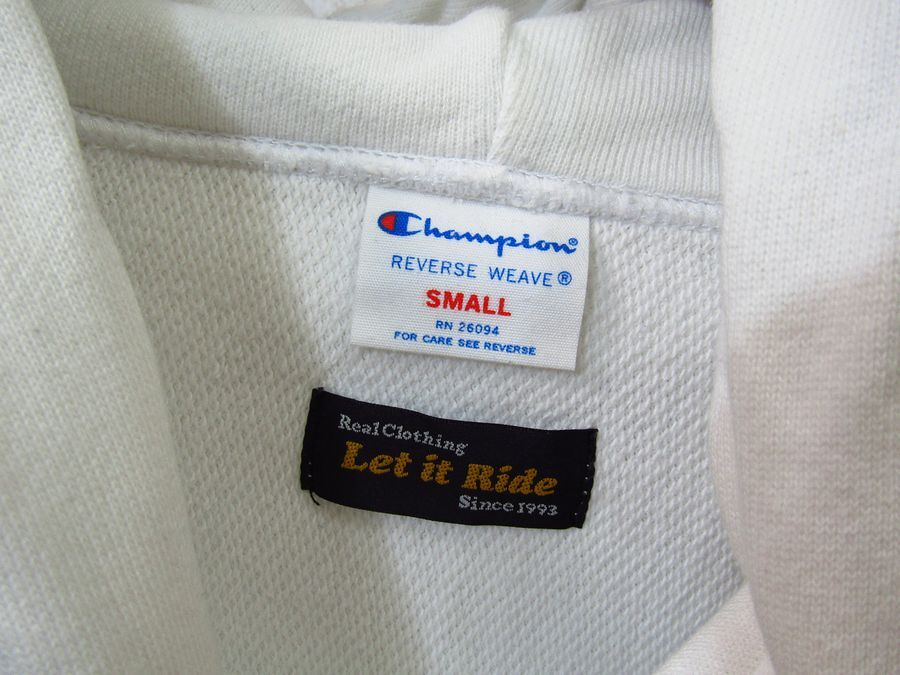 Champion®
REVERSE WEAVE®
SMALL
RN 26094
FOR CARE SEE REVERSE
Real Clothing
Let it Ride
Since 1993